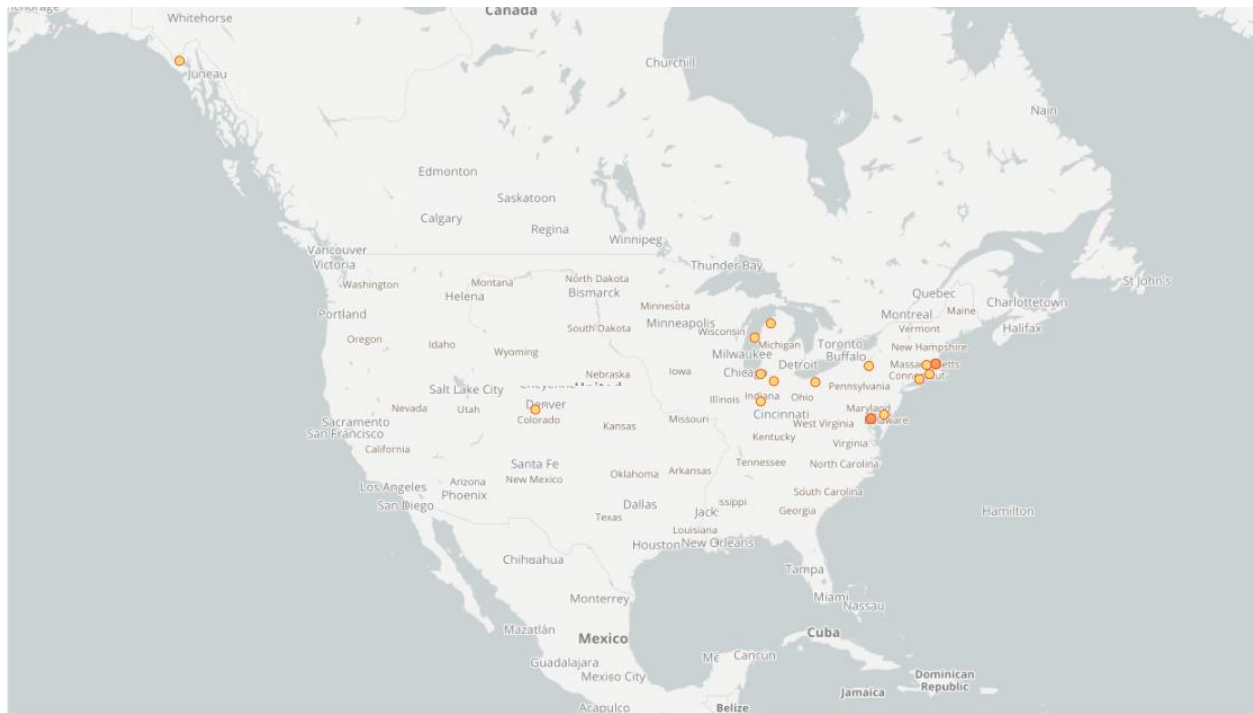 Canada
Whitehorse
Juneau
Churchill
Nain
Edmonton
Saskatoon
Calgary
Regina
Winnipeg
Vancouver
Victoria
Thunder Bay
St John's
Washington
Montana
North Dakota
Helena
Bismarck
Quebec
Charlottetown
Minnesota
Montreal
Maine
Portland
South Dakota
Minneapolis
Wisconsin
Vermont
Halifax
Oregon
Idaho
Wyoming
Milwaukee
Michigan
Toronto
Buffalo
New Hampshire
Detroit
Nebraska
Iowa
Salt Lake City
Pennsylvania
Nevada
Utah
Denver
Colorado
Illinois
Indiana
Ohio
Maryland
Sacramento
San Francisco
Kansas
Missouri
Cincinnati
West Virginia
California
Kentucky
Virginia
Santa Fe
New Mexico
Oklahoma
Arkansas
Tennessee
North Carolina
Los Angeles
San Diego
Arizona
Phoenix
Dallas
Texas
ssippi
South Carolina
Georgia
Hamilton
Louisiana
Houston
New Orleans
Chihuahua
Tampa
Monterrey
Miami
Nassau
Mazatlán
Mexico
Cuba
Cancún
Guadalajara
Mexico City
Dominican
Republic
Jamaica
Acapulco
Belize